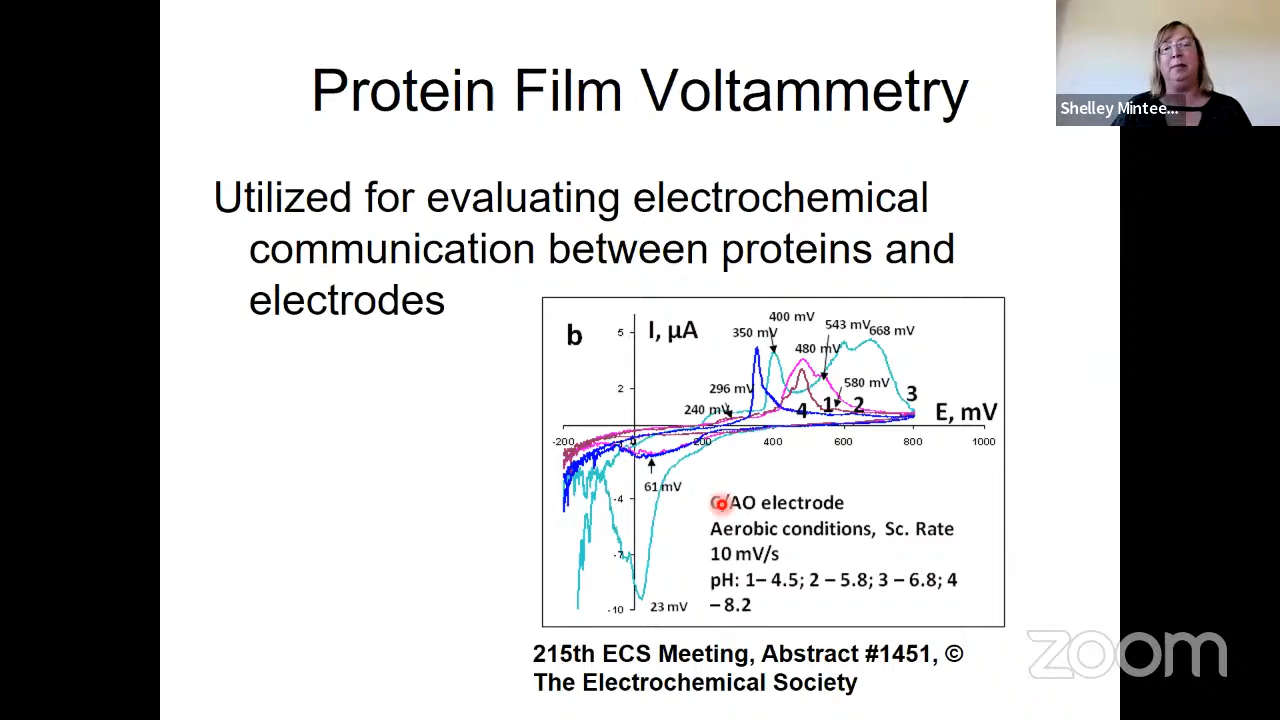 Protein Film Voltammetry
Shelley Mintee...
Utilized for evaluating electrochemical
communication between proteins and
electrodes
b
I, µA
5
2
-4
-7
-10
400 mV
350 mV
543 mV
668 mV
480 mV
296 mV
580 mV
240 mV
4 1 2 3
E, mV
-200 0 200 400 600 800 1000
61 mV
23 mV
AO electrode
Aerobic conditions, Sc. Rate
10 mV/s
pH: 1– 4.5; 2 – 5.8; 3 – 6.8; 4
– 8.2
215th ECS Meeting, Abstract #1451, ©
The Electrochemical Society
zoom